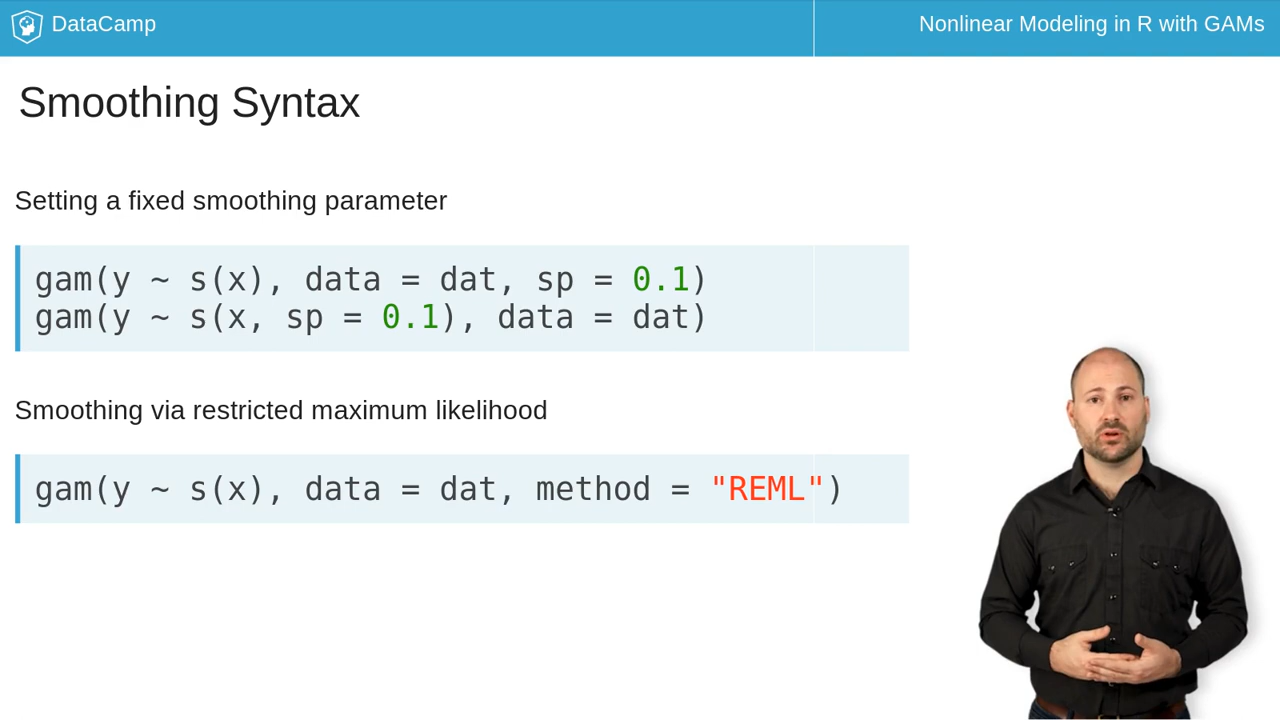 DataCamp
Nonlinear Modeling in R with GAMs
Smoothing Syntax
Setting a fixed smoothing parameter
gam(y ~ s(x), data = dat, sp = 0.1)
gam(y ~ s(x, sp = 0.1), data = dat)
Smoothing via restricted maximum likelihood
gam(y ~ s(x), data = dat, method = "REML")